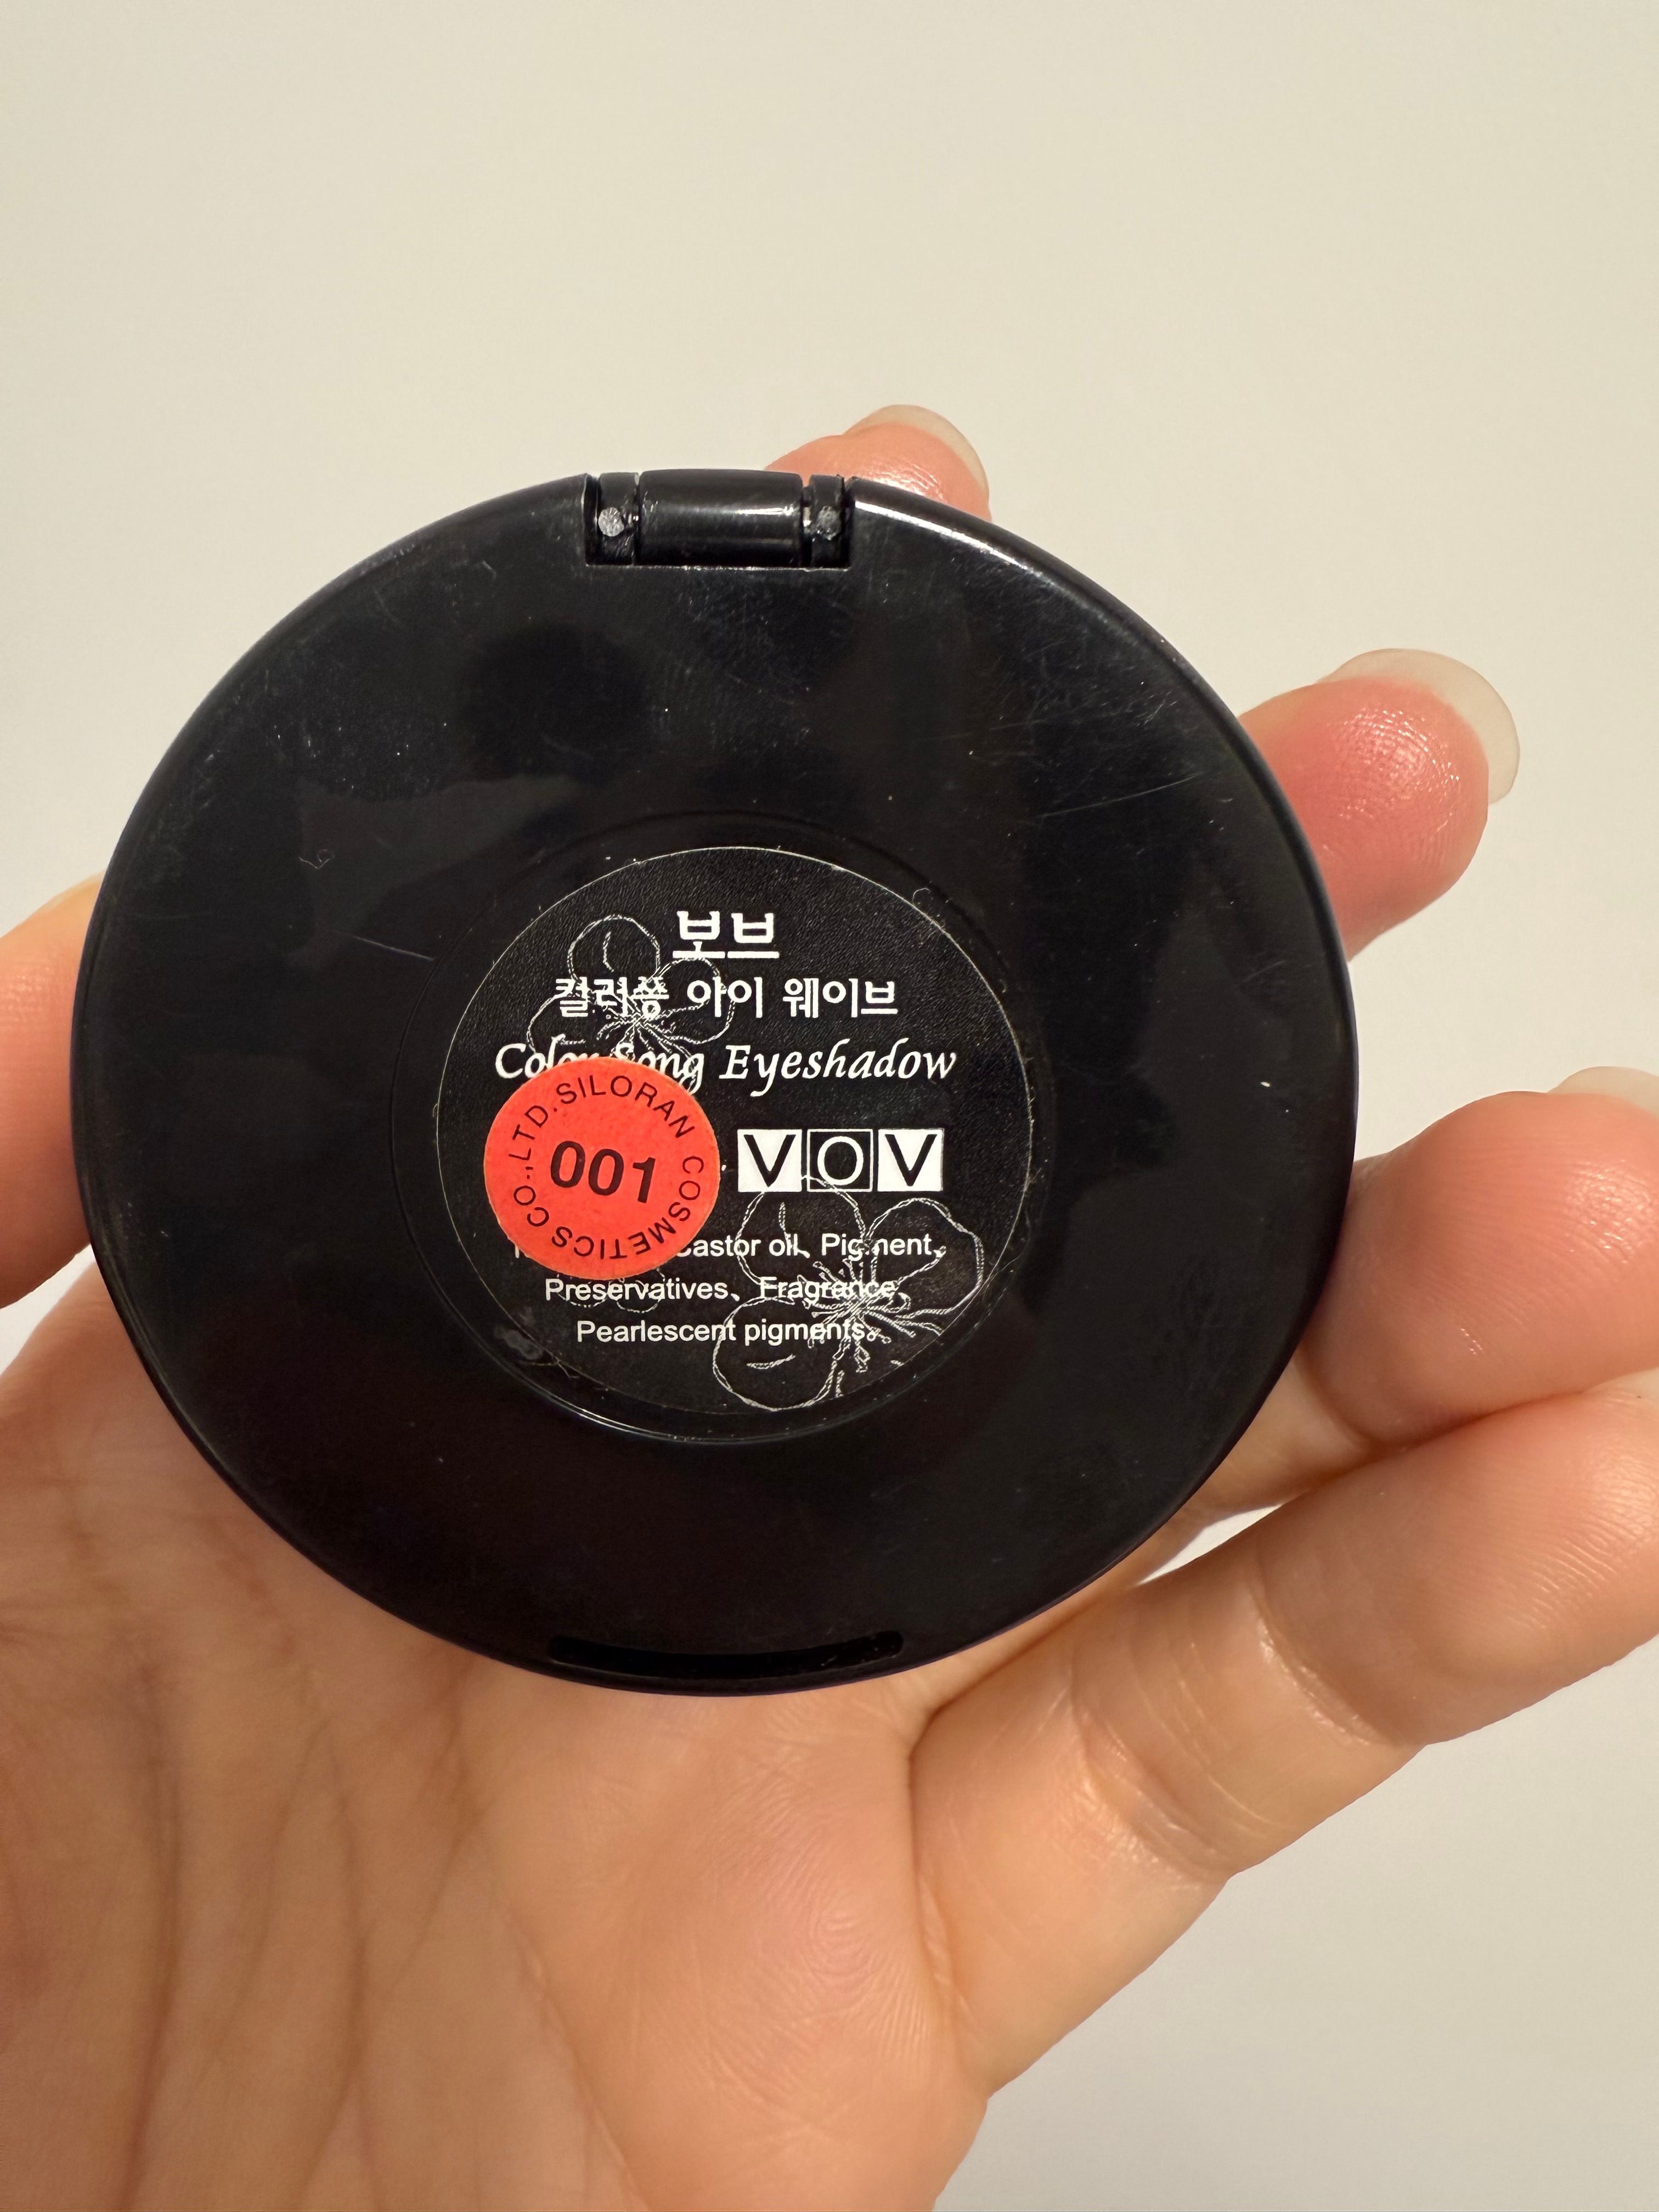 보브
컬러쏭 아이 웨이브
Color Song Eyeshadow
SILORAN COSMETICS CO.,LTD.
001
VOV
Castor oil、Pigment、
Preservatives、Fragrance、
Pearlescent pigments。